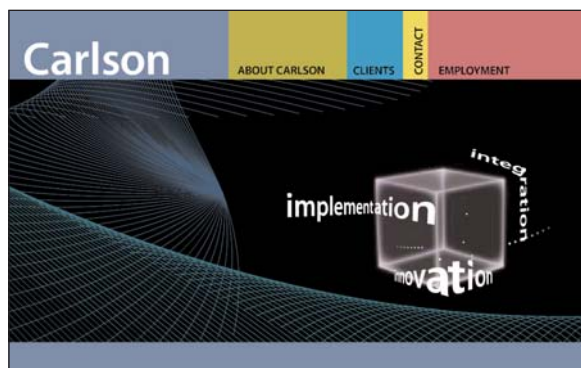 Carlson
ABOUT CARLSON
CLIENTS
CONTACT
EMPLOYMENT
integration
implementation
innovation